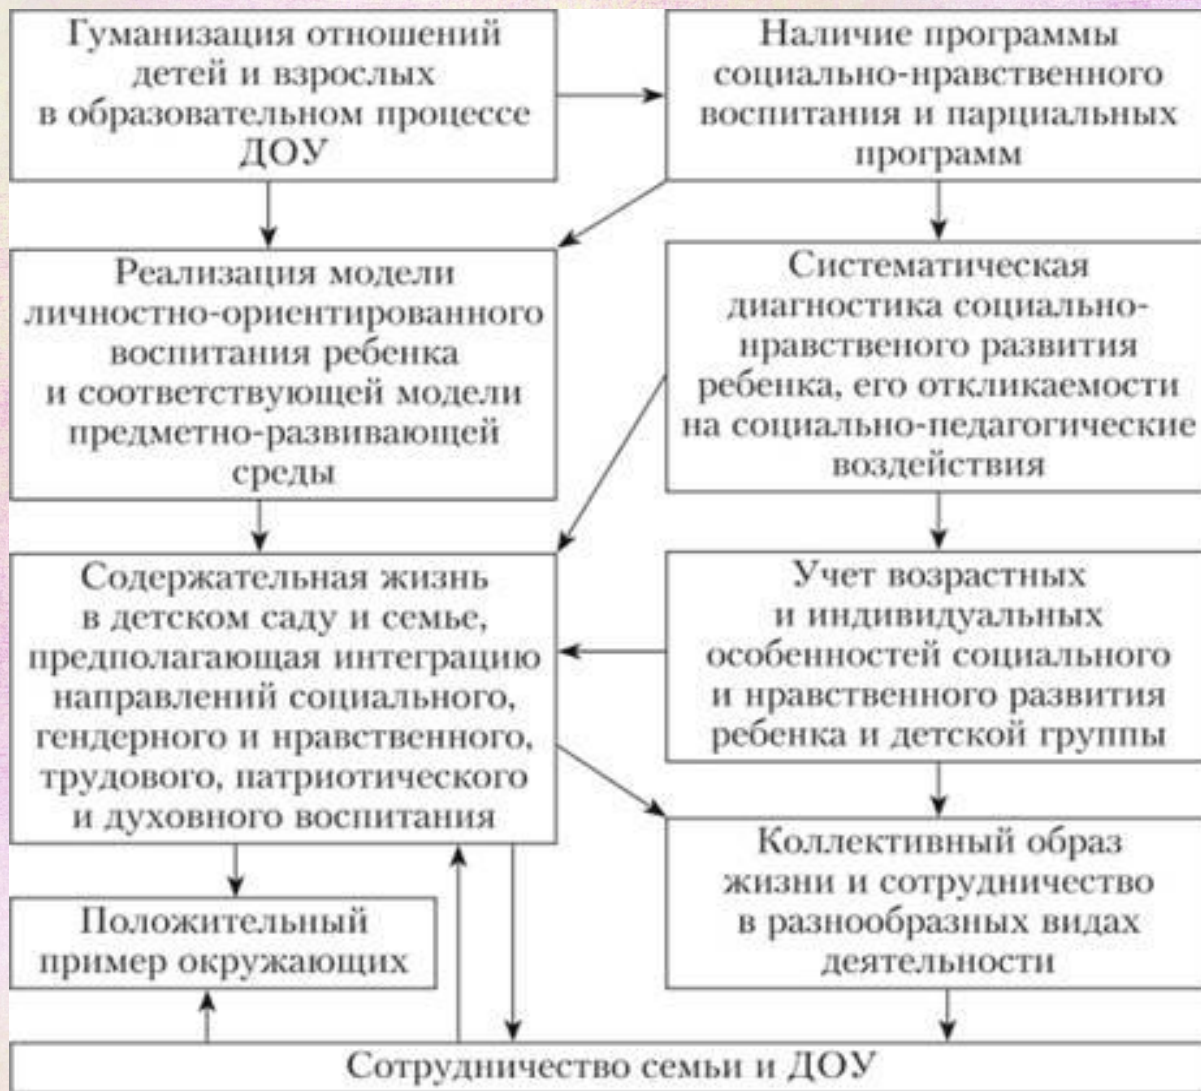 Гуманизация отношений
детей и взрослых
в образовательном процессе
ДОУ
Наличие программы
социально-нравственного
воспитания и парциальных
программ
Реализация модели
личностно-ориентированного
воспитания ребенка
и соответствующей модели
предметно-развивающей
среды
Систематическая
диагностика социально-
нравственого развития
ребенка, его откликаемости
на социально-педагогические
воздействия
Содержательная жизнь
в детском саду и семье,
предполагающая интеграцию
направлений социального,
гендерного и нравственного,
трудового, патриотического
и духовного воспитания
Учет возрастных
и индивидуальных
особенностей социального
и нравственного развития
ребенка и детской группы
Положительный
пример окружающих
Коллективный образ
жизни и сотрудничество
в разнообразных видах
деятельности
Сотрудничество семьи и ДОУ